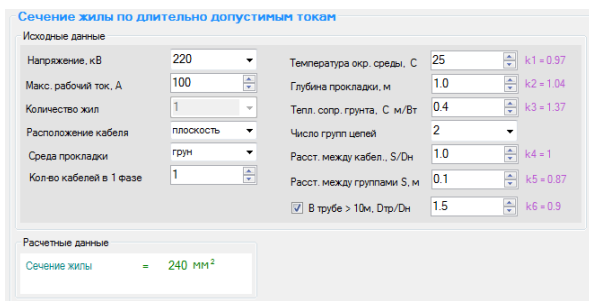 Сечение жилы по длительно допустимым токам
Исходные данные
Напряжение, кВ 220
Макс. рабочий ток, А 100
Количество жил 1
Расположение кабеля плоскость
Среда прокладки грун
Кол-во кабелей в 1 фазе 1
Температура окр. среды, С 25 k1 = 0.97
Глубина прокладки, м 1.0 k2 = 1.04
Тепл. сопр. грунта, С м/Вт 0.4 k3 = 1.37
Число групп цепей 2
Расст. между кабел., S/Dн 1.0 k4 = 1
Расст. между группами S, м 0.1 k5 = 0.87
В трубе > 10м, Dтр/Dн 1.5 k6 = 0.9
Расчетные данные
Сечение жилы = 240 мм²